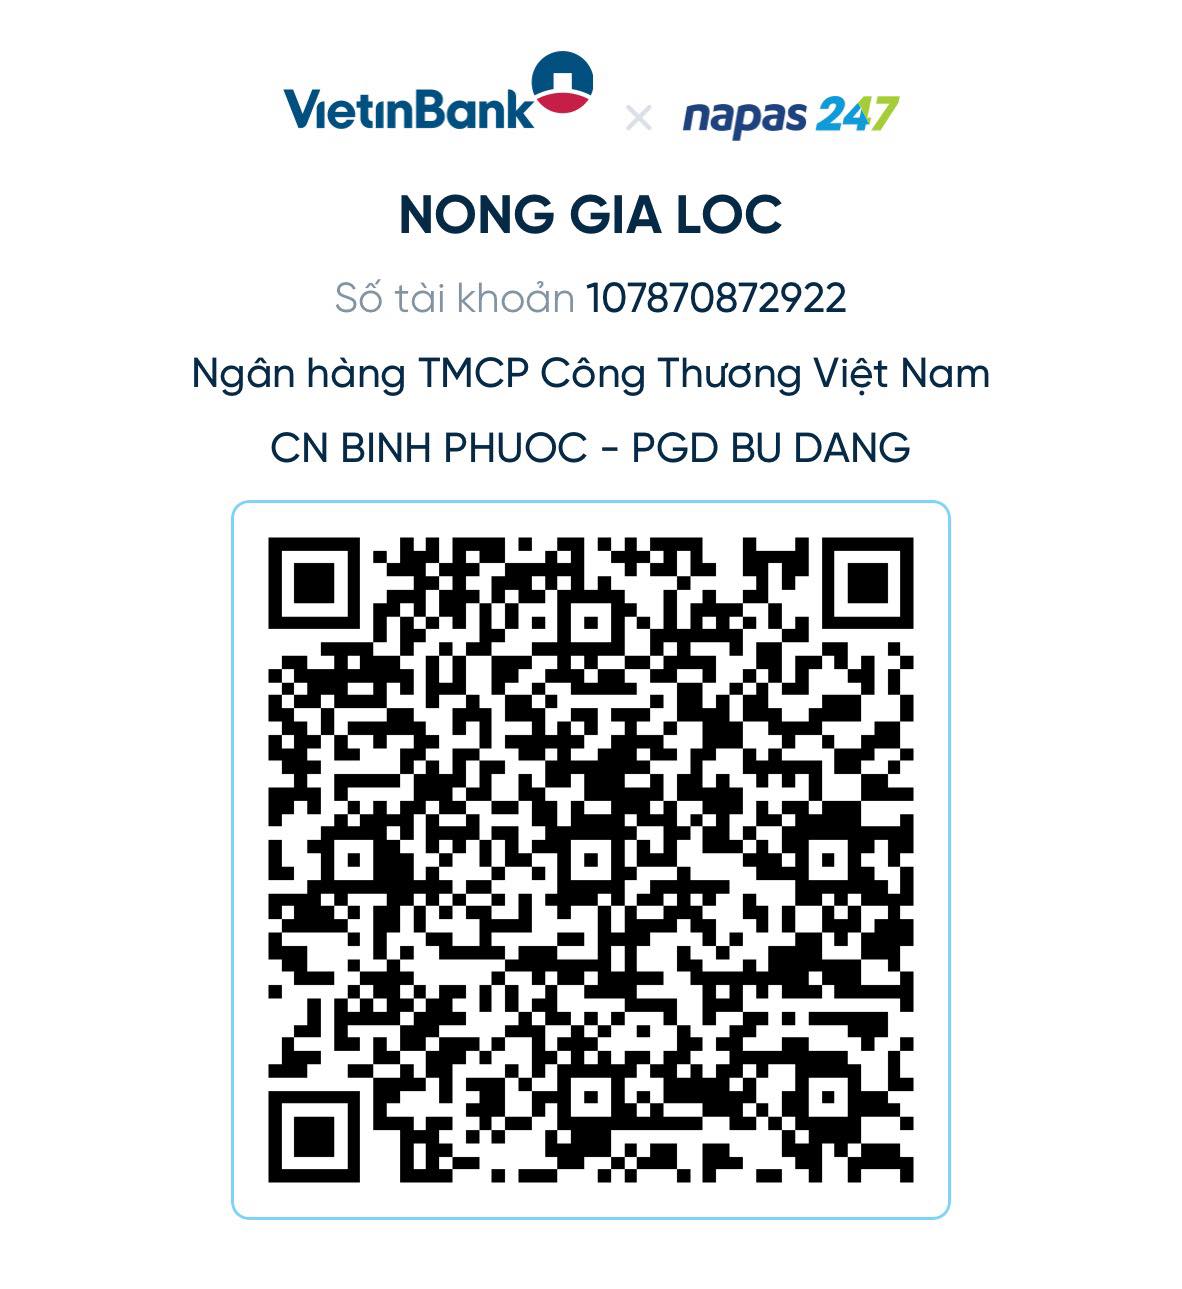 VietinBank × napas 247
NONG GIA LOC
Số tài khoản 107870872922
Ngân hàng TMCP Công Thương Việt Nam
CN BINH PHUOC - PGD BU DANG